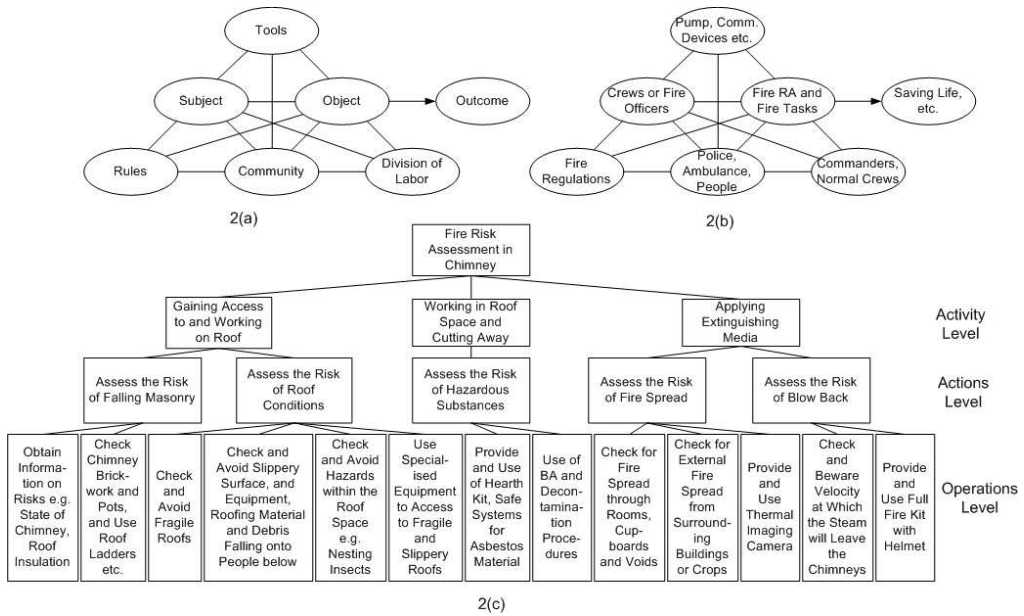 Tools
Subject
Object
Outcome
Rules
Community
Division of
Labor
2(a)
Pump, Comm.
Devices etc.
Crews or Fire
Officers
Fire RA and
Fire Tasks
Saving Life,
etc.
Fire
Regulations
Police,
Ambulance,
People
Commanders,
Normal Crews
2(b)
Fire Risk
Assessment in
Chimney
Gaining Access
to and Working
on Roof
Working in Roof
Space and
Cutting Away
Applying
Extinguishing
Media
Activity
Level
Assess the Risk
of Falling Masonry
Assess the Risk
of Roof
Conditions
Assess the Risk
of Hazardous
Substances
Assess the Risk
of Fire Spread
Assess the Risk
of Blow Back
Actions
Level
Obtain
Informa-
tion on
Risks e.g.
State of
Chimney,
Roof
Insulation
Check
Chimney
Brick-
work and
Pots,
and Use
Roof
Ladders
etc.
Check
and
Avoid
Fragile
Roofs
Check and
Avoid Slippery
Surface, and
Equipment,
Roofing Material
and Debris
Falling onto
People below
Check
and Avoid
Hazards
within the
Roof
Space
e.g.
Nesting
Insects
Use
Special-
ised
Equipment
to Access
to Fragile
and
Slippery
Roofs
Provide
and Use
of Hearth
Kit, Safe
Systems
for
Asbestos
Material
Use of
BA and
Decon-
tamina-
tion
Proce-
dures
Check for
Fire
Spread
through
Rooms,
Cup-
boards
and Voids
Check for
External
Fire
Spread
from
Surround-
ing
Buildings
or Crops
Provide
and
Use
Thermal
Imaging
Camera
Check
and
Beware
Velocity
at Which
the Steam
will Leave
the
Chimneys
Provide
and
Use Full
Fire Kit
with
Helmet
Operations
Level
2(c)